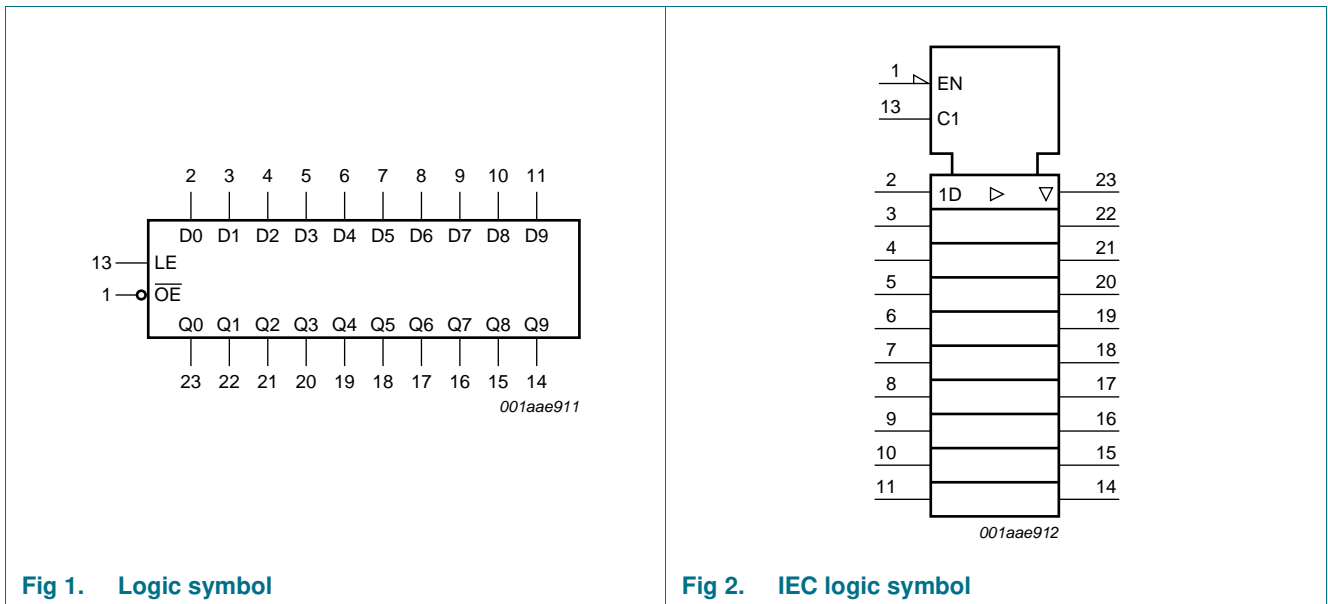 2 3 4 5 6 7 8 9 10 11
D0 D1 D2 D3 D4 D5 D6 D7 D8 D9
13 LE
1 OE
Q0 Q1 Q2 Q3 Q4 Q5 Q6 Q7 Q8 Q9
23 22 21 20 19 18 17 16 15 14
001aae911
Fig 1. Logic symbol
1 EN
13 C1
2 1D 23
3 22
4 21
5 20
6 19
7 18
8 17
9 16
10 15
11 14
001aae912
Fig 2. IEC logic symbol